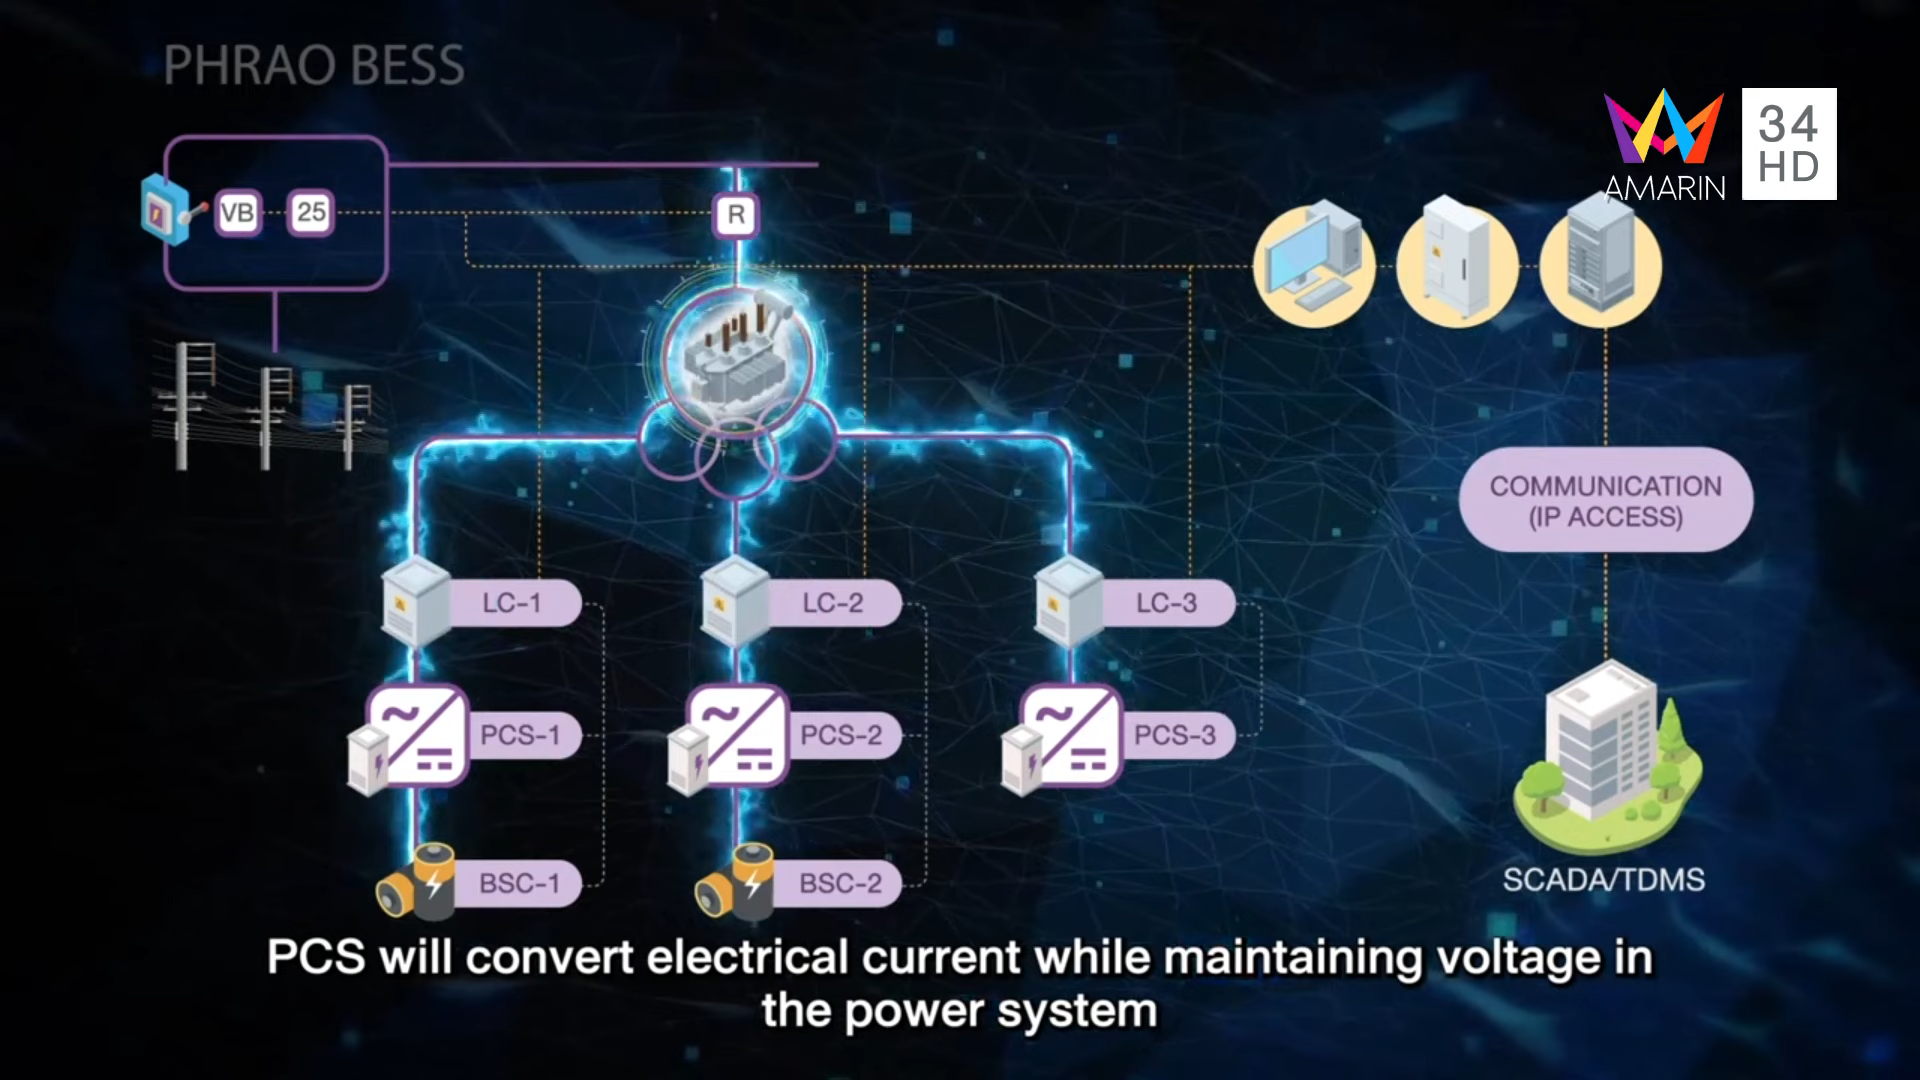 PHRAO BESS
34
HD
AMARIN
VB
25
R
COMMUNICATION
(IP ACCESS)
LC-1
LC-2
LC-3
PCS-1
PCS-2
PCS-3
BSC-1
BSC-2
SCADA/TDMS
PCS will convert electrical current while maintaining voltage in
the power system